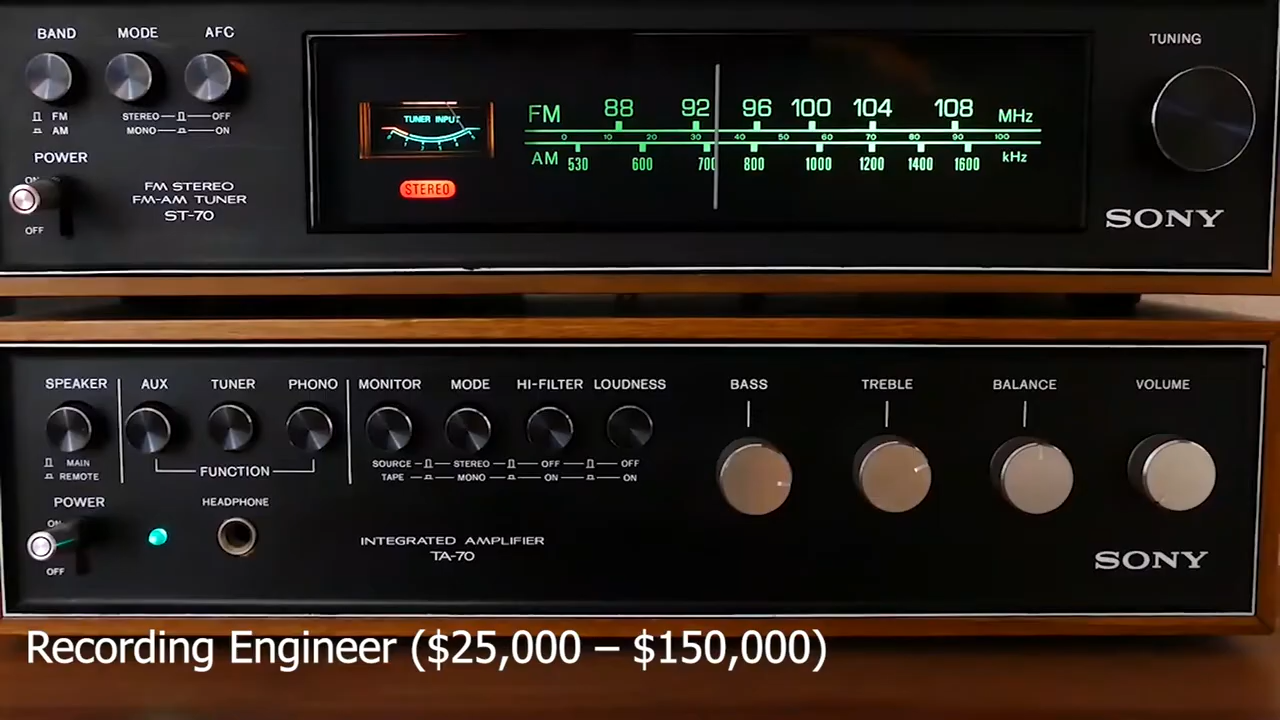 BAND MODE AFC
TUNING
FM 88 92 96 100 104 108 MHz
TUNER INPUT
0 10 20 30 40 50 60 70 80 90 100
AM 530 600 700 800 1000 1200 1400 1600 kHz
FM STEREO OFF
AM MONO ON
POWER
ON
OFF
FM STEREO
FM-AM TUNER
ST-70
STEREO
SONY
SPEAKER AUX TUNER PHONO MONITOR MODE HI-FILTER LOUDNESS BASS TREBLE BALANCE VOLUME
MAIN SOURCE STEREO OFF OFF
REMOTE FUNCTION TAPE MONO ON ON
POWER HEADPHONE
ON
OFF
INTEGRATED AMPLIFIER
TA-70
SONY
Recording Engineer ($25,000 – $150,000)